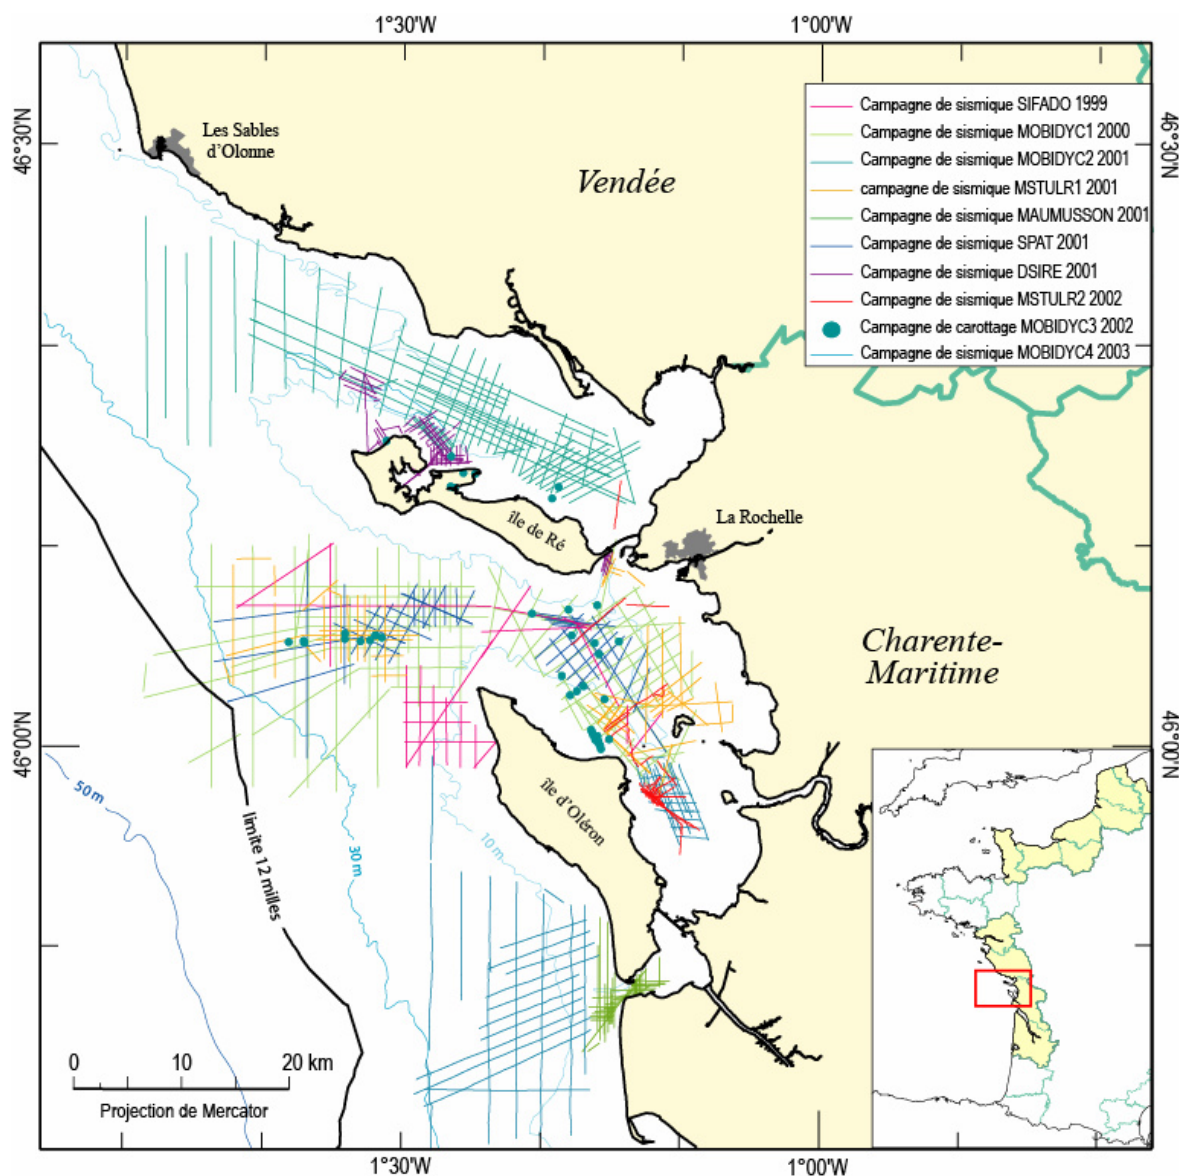 1°30'W
1°00'W
46°30'N
46°30'N
Les Sables
d'Olonne
Vendée
Campagne de sismique SIFADO 1999
Campagne de sismique MOBIDYC1 2000
Campagne de sismique MOBIDYC2 2001
campagne de sismique MSTULR1 2001
Campagne de sismique MAUMUSSON 2001
Campagne de sismique SPAT 2001
Campagne de sismique DSIRE 2001
Campagne de sismique MSTULR2 2002
Campagne de carottage MOBIDYC3 2002
Campagne de sismique MOBIDYC4 2003
île de Ré
La Rochelle
Charente-
Maritime
46°00'N
46°00'N
50 m
limite 12 milles
30 m
10 m
île d'Oléron
0
10
20 km
Projection de Mercator
1°30'W
1°00'W